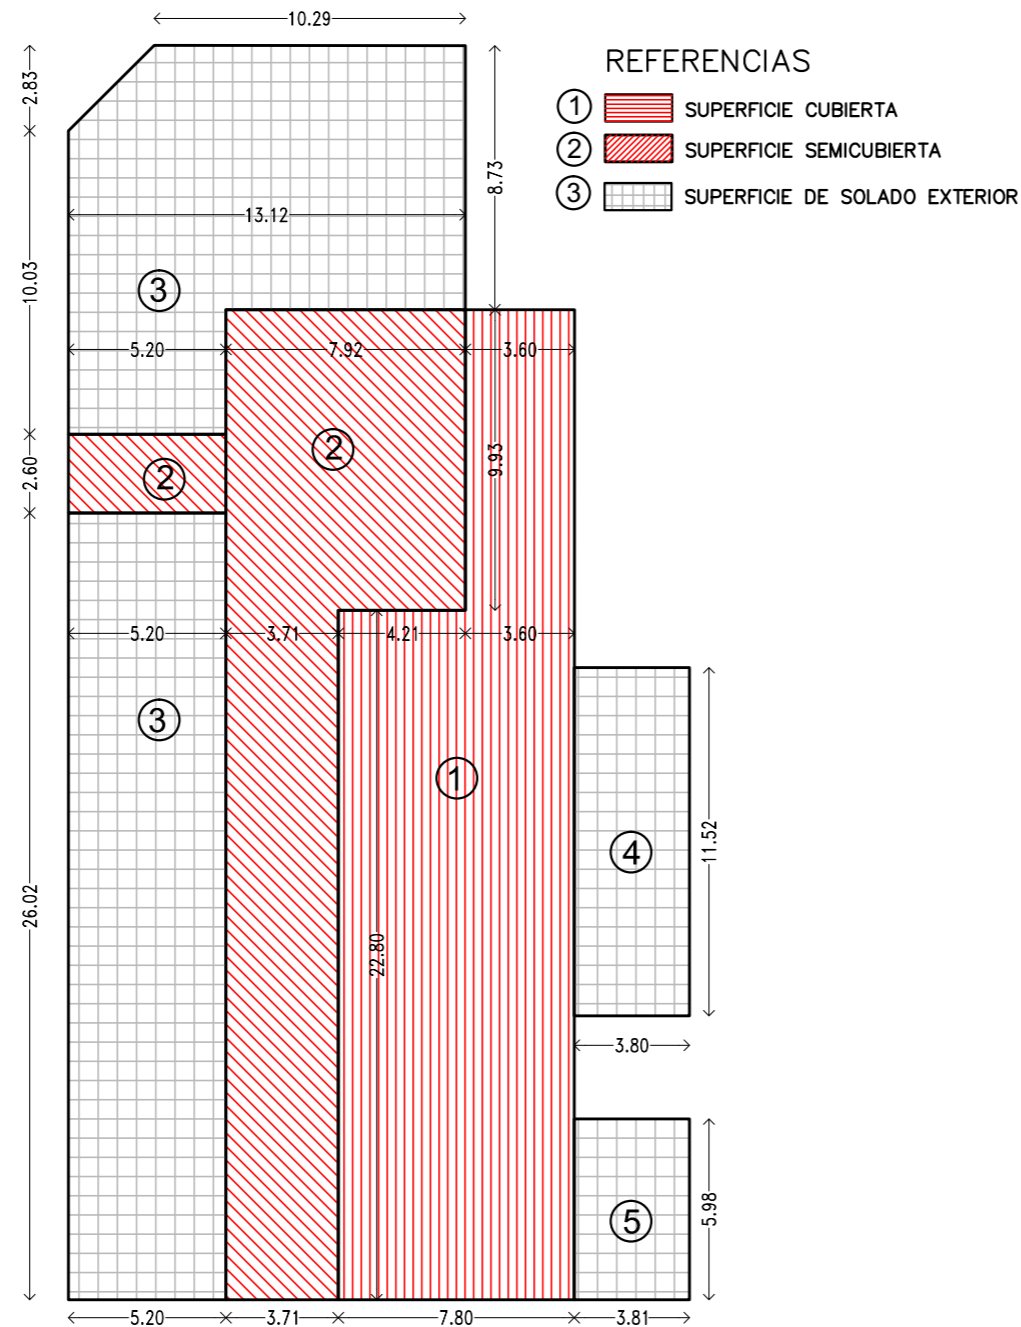 10.29
REFERENCIAS
1 SUPERFICIE CUBIERTA
2 SUPERFICIE SEMICUBIERTA
3 SUPERFICIE DE SOLADO EXTERIOR
2.83
8.73
13.12
10.03
3
5.20 7.92 3.60
2
9.93
2.60
2
5.20 3.71 4.21 3.60
3
1
4
11.52
26.02
22.80
3.80
5
5.98
5.20 3.71 7.80 3.81